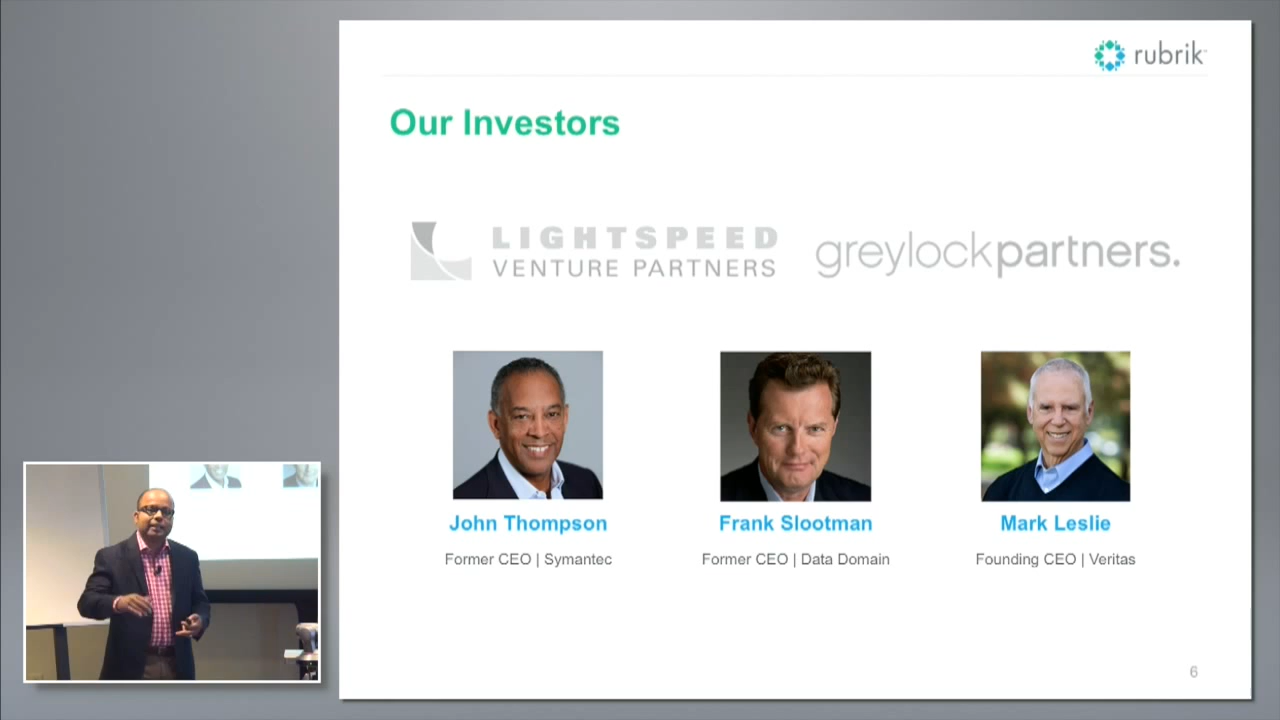 rubrik
Our Investors
LIGHTSPEED
VENTURE PARTNERS
greylockpartners.
John Thompson
Frank Slootman
Mark Leslie
Former CEO | Symantec
Former CEO | Data Domain
Founding CEO | Veritas
6